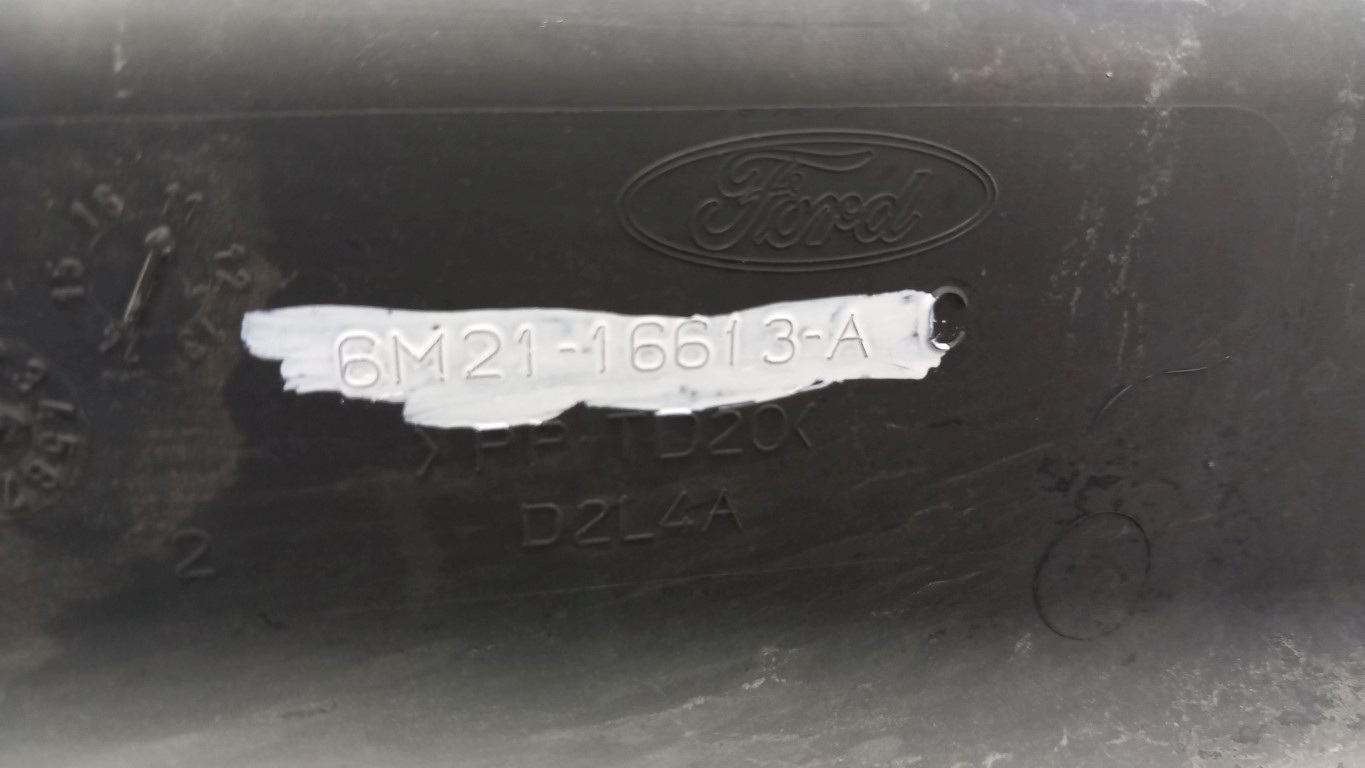 Ford
6M21-16613-A
>PP-TD20<
D2L4A
2